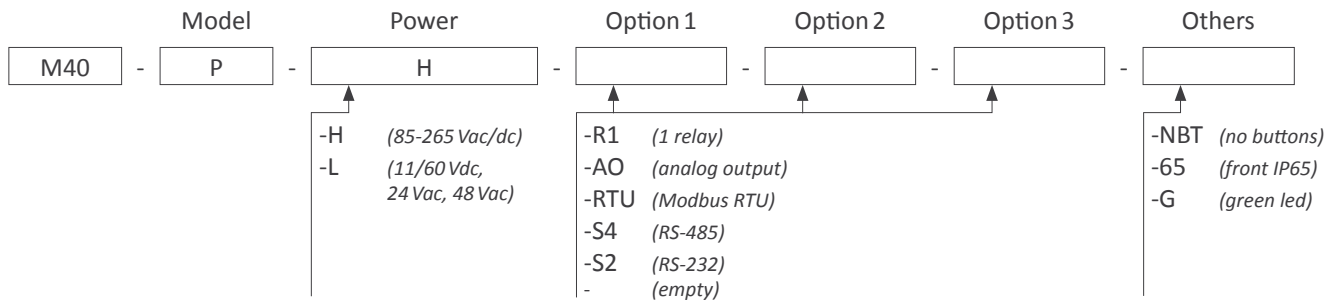 Model Power Option 1 Option 2 Option 3 Others
M40 - P - H - - - -
-H (85-265 Vac/dc)
-L (11/60 Vdc,
24 Vac, 48 Vac)
-R1 (1 relay)
-AO (analog output)
-RTU (Modbus RTU)
-S4 (RS-485)
-S2 (RS-232)
- (empty)
-NBT (no buttons)
-65 (front IP65)
-G (green led)